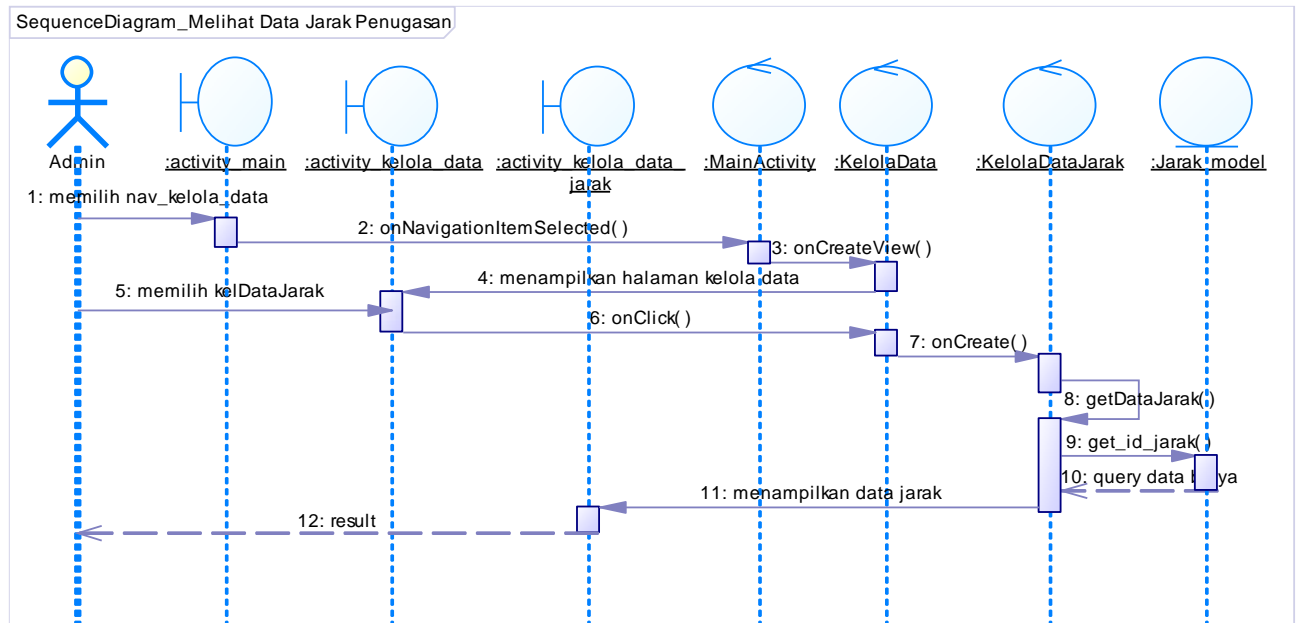 SequenceDiagram_Melihat Data Jarak Penugasan
Admin
:activity_main
:activity_kelola_data
:activity_kelola_data_
jarak
:MainActivity
:KelolaData
:KelolaDataJarak
:Jarak_model
1: memilih nav_kelola_data
2: onNavigationItemSelected( )
3: onCreateView( )
4: menampilkan halaman kelola data
5: memilih kelDataJarak
6: onClick( )
7: onCreate( )
8: getDataJarak( )
9: get_id_jarak( )
10: query data biaya
11: menampilkan data jarak
12: result